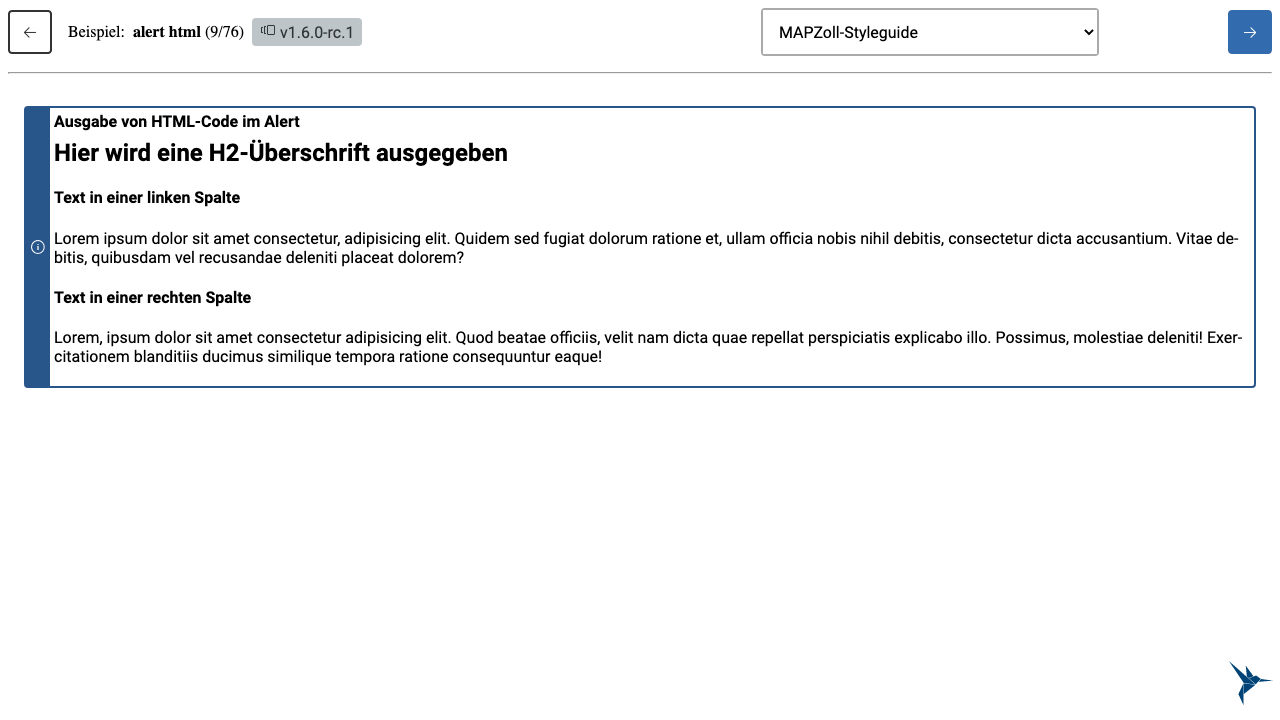 ← Beispiel: alert html (9/76) v1.6.0-rc.1 MAPZoll-Styleguide →
Ausgabe von HTML-Code im Alert
Hier wird eine H2-Überschrift ausgegeben
Text in einer linken Spalte
Lorem ipsum dolor sit amet consectetur, adipisicing elit. Quidem sed fugiat dolorum ratione et, ullam officia nobis nihil debitis, consectetur dicta accusantium. Vitae de-
bitis, quibusdam vel recusandae deleniti placeat dolorem?
Text in einer rechten Spalte
Lorem, ipsum dolor sit amet consectetur adipisicing elit. Quod beatae officiis, velit nam dicta quae repellat perspiciatis explicabo illo. Possimus, molestiae deleniti! Exer-
citationem blanditiis ducimus similique tempora ratione consequuntur eaque!